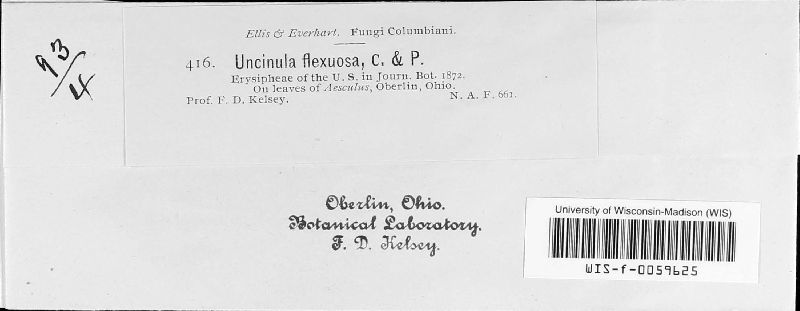 93/4
Ellis & Everhart. Fungi Columbiani.
416. Uncinula flexuosa, C. & P.
Erysipheae of the U. S. in Journ. Bot. 1872.
On leaves of Aesculus, Oberlin, Ohio.
Prof. F. D. Kelsey. N. A. F. 661.
Oberlin, Ohio.
Botanical Laboratory.
F. D. Kelsey.
University of Wisconsin-Madison (WIS)
WIS-f-0059625